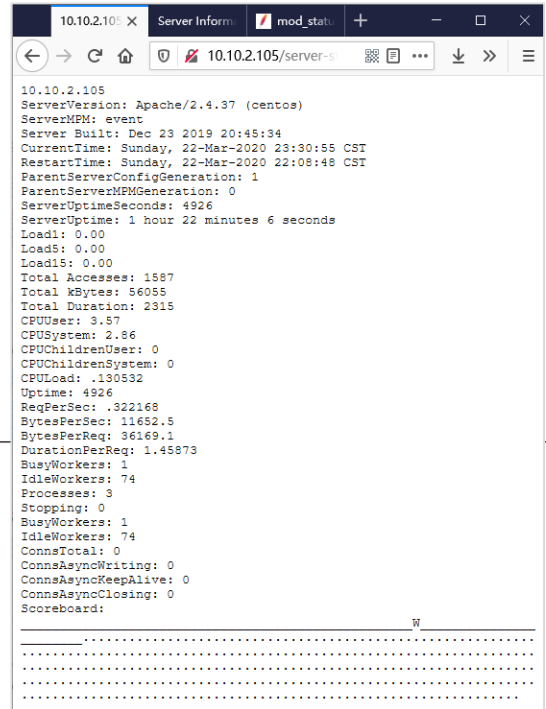 10.10.2.105
Server Inform
mod_statu
10.10.2.105/server-s
10.10.2.105
ServerVersion: Apache/2.4.37 (centos)
ServerMPM: event
Server Built: Dec 23 2019 20:45:34
CurrentTime: Sunday, 22-Mar-2020 23:30:55 CST
RestartTime: Sunday, 22-Mar-2020 22:08:48 CST
ParentServerConfigGeneration: 1
ParentServerMPMGeneration: 0
ServerUptimeSeconds: 4926
ServerUptime: 1 hour 22 minutes 6 seconds
Load1: 0.00
Load5: 0.00
Load15: 0.00
Total Accesses: 1587
Total kBytes: 56055
Total Duration: 2315
CPUUser: 3.57
CPUSystem: 2.86
CPUChildrenUser: 0
CPUChildrenSystem: 0
CPULoad: .130532
Uptime: 4926
ReqPerSec: .322168
BytesPerSec: 11652.5
BytesPerReq: 36169.1
DurationPerReq: 1.45873
BusyWorkers: 1
IdleWorkers: 74
Processes: 3
Stopping: 0
BusyWorkers: 1
IdleWorkers: 74
ConnsTotal: 0
ConnsAsyncWriting: 0
ConnsAsyncKeepAlive: 0
ConnsAsyncClosing: 0
Scoreboard:
___________________________________________________W_______________
________...........................................................
...................................................................
...................................................................
...................................................................
.................................................................